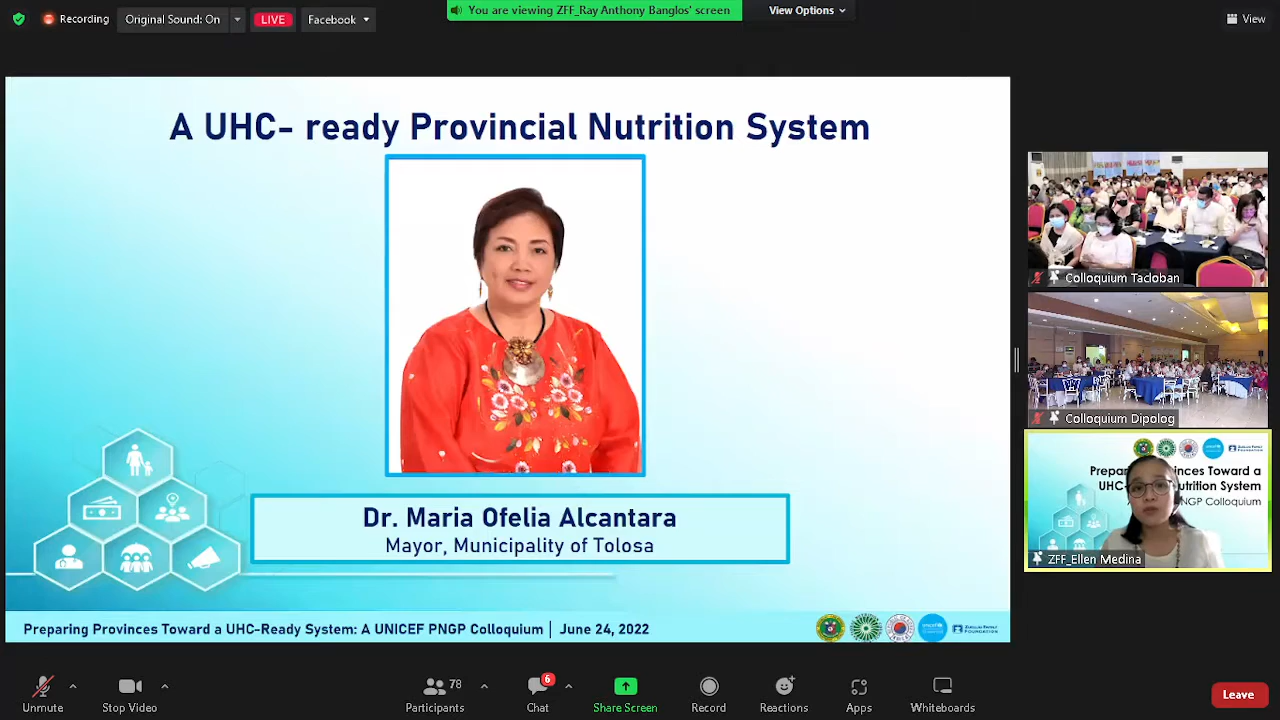 Recording
Original Sound: On
LIVE
Facebook
You are viewing ZFF_Ray Anthony Banglos' screen
View Options
View
A UHC- ready Provincial Nutrition System
Dr. Maria Ofelia Alcantara
Mayor, Municipality of Tolosa
Preparing Provinces Toward a UHC-Ready System: A UNICEF PNGP Colloquium | June 24, 2022
Colloquium Tacloban
Colloquium Dipolog
Toward a
UHC-
Nutrition System
PNGP Colloquium
ZFF_Ellen Medina
Unmute
Stop Video
78
Participants
6
Chat
Share Screen
Record
Reactions
Apps
Whiteboards
Leave